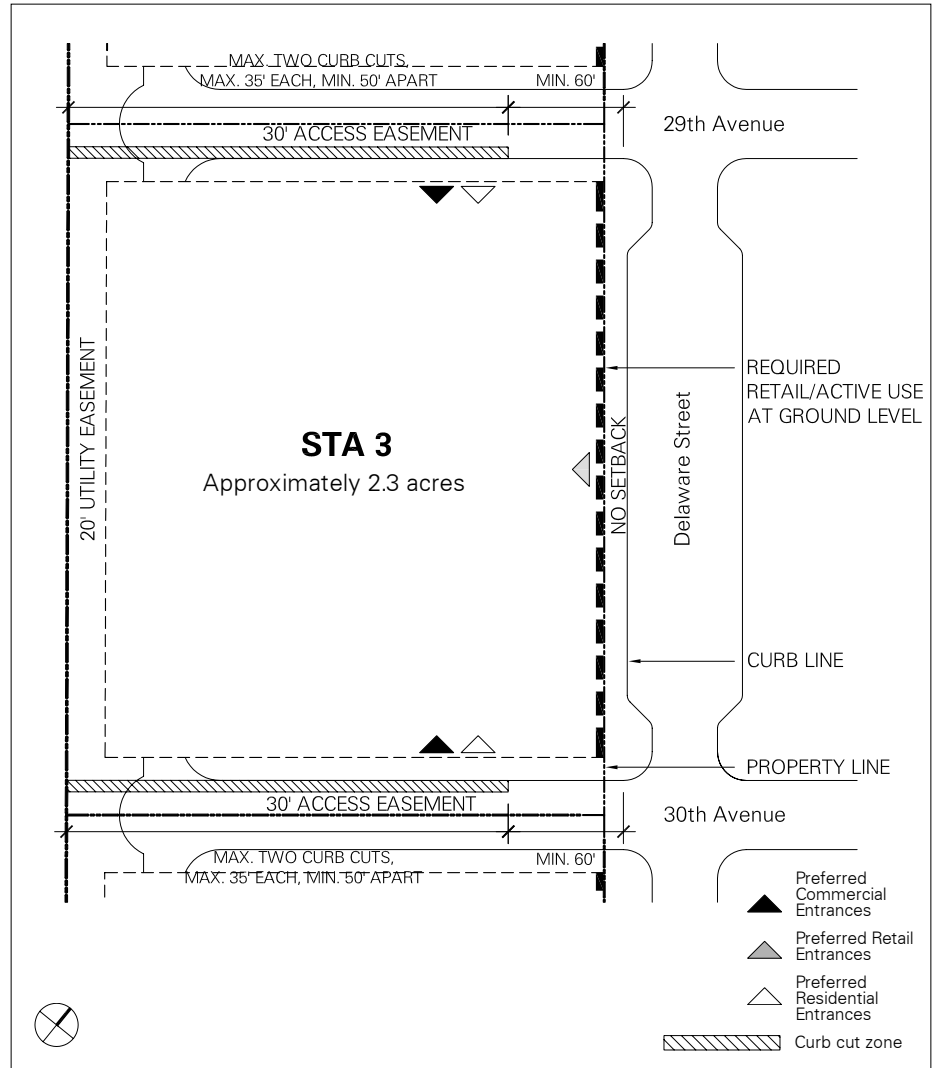 MAX. TWO CURB CUTS,
MAX. 35' EACH, MIN. 50' APART
MIN. 60'
30' ACCESS EASEMENT
29th Avenue
20' UTILITY EASEMENT
STA 3
Approximately 2.3 acres
NO SETBACK
Delaware Street
REQUIRED
RETAIL/ACTIVE USE
AT GROUND LEVEL
CURB LINE
PROPERTY LINE
30' ACCESS EASEMENT
30th Avenue
MAX. TWO CURB CUTS,
MAX. 35' EACH, MIN. 50' APART
MIN. 60'
Preferred
Commercial
Entrances
Preferred Retail
Entrances
Preferred
Residential
Entrances
Curb cut zone